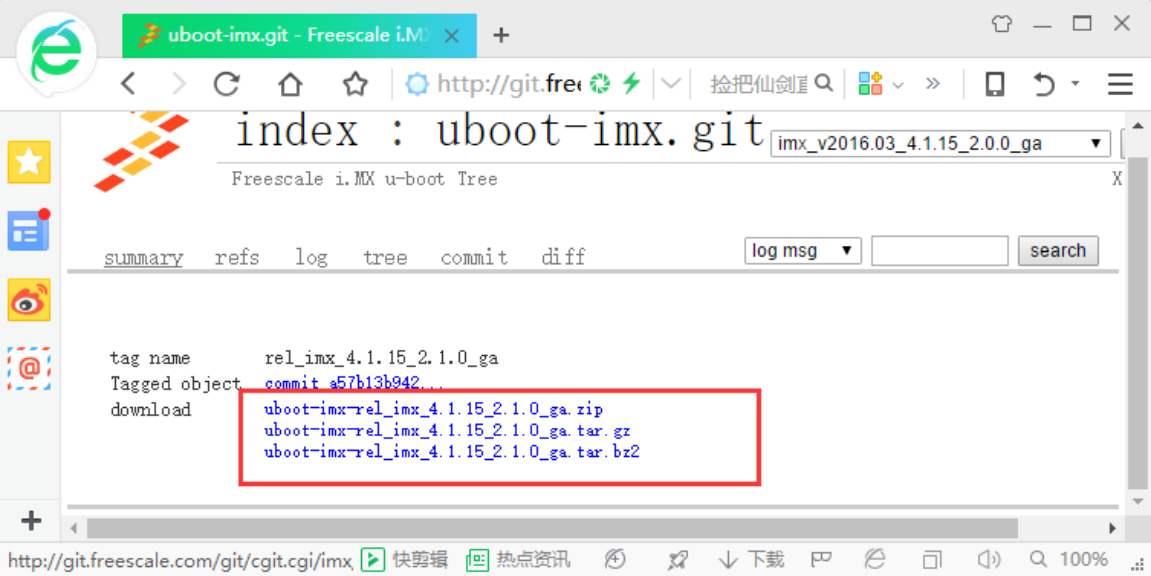 uboot-imx.git - Freescale i.MX
http://git.free
捡把仙剑
index : uboot-imx.git
imx_v2016.03_4.1.15_2.0.0_ga
Freescale i.MX u-boot Tree
X
summary refs log tree commit diff
log msg
search
tag name rel_imx_4.1.15_2.1.0_ga
Tagged object commit a57b13b942...
download uboot-imx-rel_imx_4.1.15_2.1.0_ga.zip
uboot-imx-rel_imx_4.1.15_2.1.0_ga.tar.gz
uboot-imx-rel_imx_4.1.15_2.1.0_ga.tar.bz2
http://git.freescale.com/git/cgit.cgi/imx 快剪辑 热点资讯 下载 100%